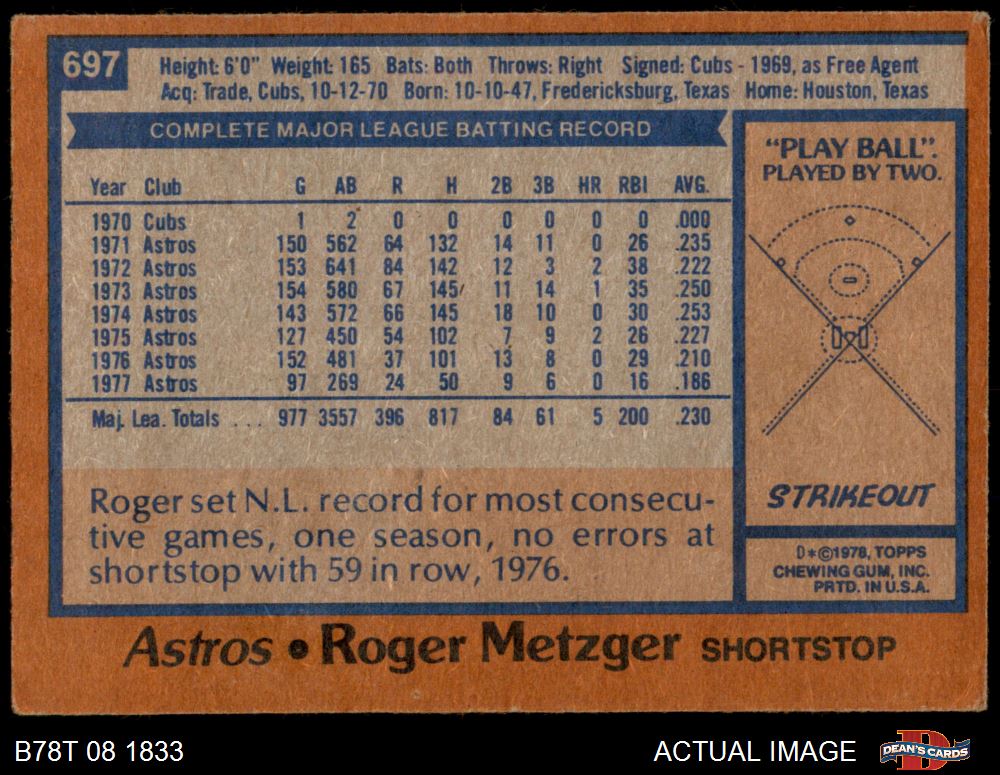 697
Height: 6'0" Weight: 165 Bats: Both Throws: Right Signed: Cubs - 1969, as Free Agent
Acq: Trade, Cubs, 10-12-70 Born: 10-10-47, Fredericksburg, Texas Home: Houston, Texas
COMPLETE MAJOR LEAGUE BATTING RECORD
Year Club G AB R H 2B 3B HR RBI AVG.
1970 Cubs 1 2 0 0 0 0 0 0 .000
1971 Astros 150 562 64 132 14 11 0 26 .235
1972 Astros 153 641 84 142 12 3 2 38 .222
1973 Astros 154 580 67 145 11 14 1 35 .250
1974 Astros 143 572 66 145 18 10 0 30 .253
1975 Astros 127 450 54 102 7 9 2 26 .227
1976 Astros 152 481 37 101 13 8 0 29 .210
1977 Astros 97 269 24 50 9 6 0 16 .186
Maj. Lea. Totals ... 977 3557 396 817 84 61 5 200 .230
Roger set N.L. record for most consecu-
tive games, one season, no errors at
shortstop with 59 in row, 1976.
"PLAY BALL".
PLAYED BY TWO.
STRIKEOUT
D*©1978, TOPPS
CHEWING GUM, INC.
PRTD. IN U.S.A.
Astros • Roger Metzger SHORTSTOP
B78T 08 1833
ACTUAL IMAGE
D
DEAN'S CARDS